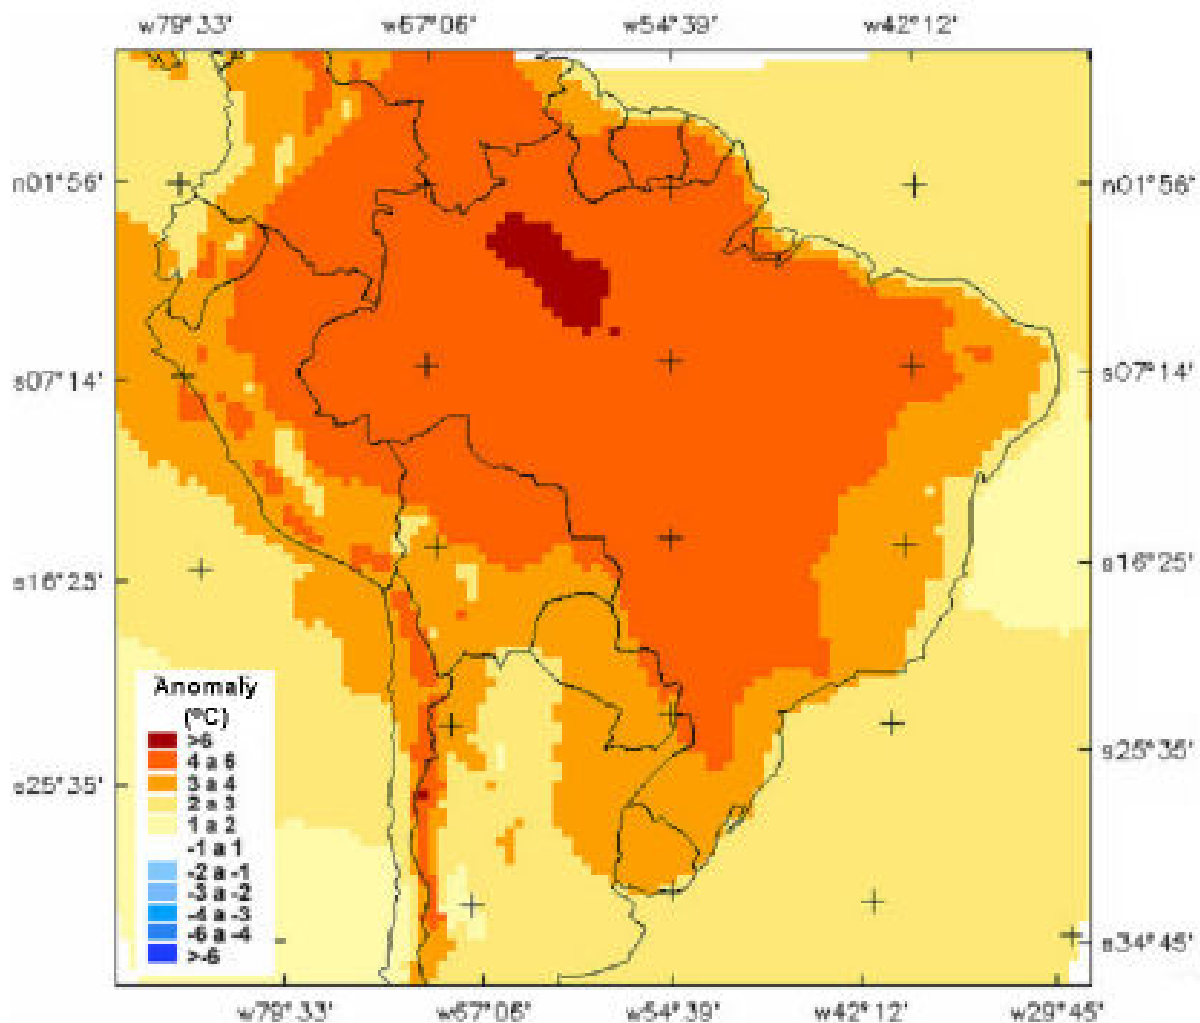 w79°33' w67°06' w54°39' w42°12'
n01°56' n01°56'
s07°14' s07°14'
s16°25' s16°25'
s25°35' s25°35'
s34°45'
Anomaly
(ºC)
>6
4 a 6
3 a 4
2 a 3
1 a 2
-1 a 1
-2 a -1
-3 a -2
-4 a -3
-6 a -4
>-6
w79°33' w67°06' w54°39' w42°12' w29°45'